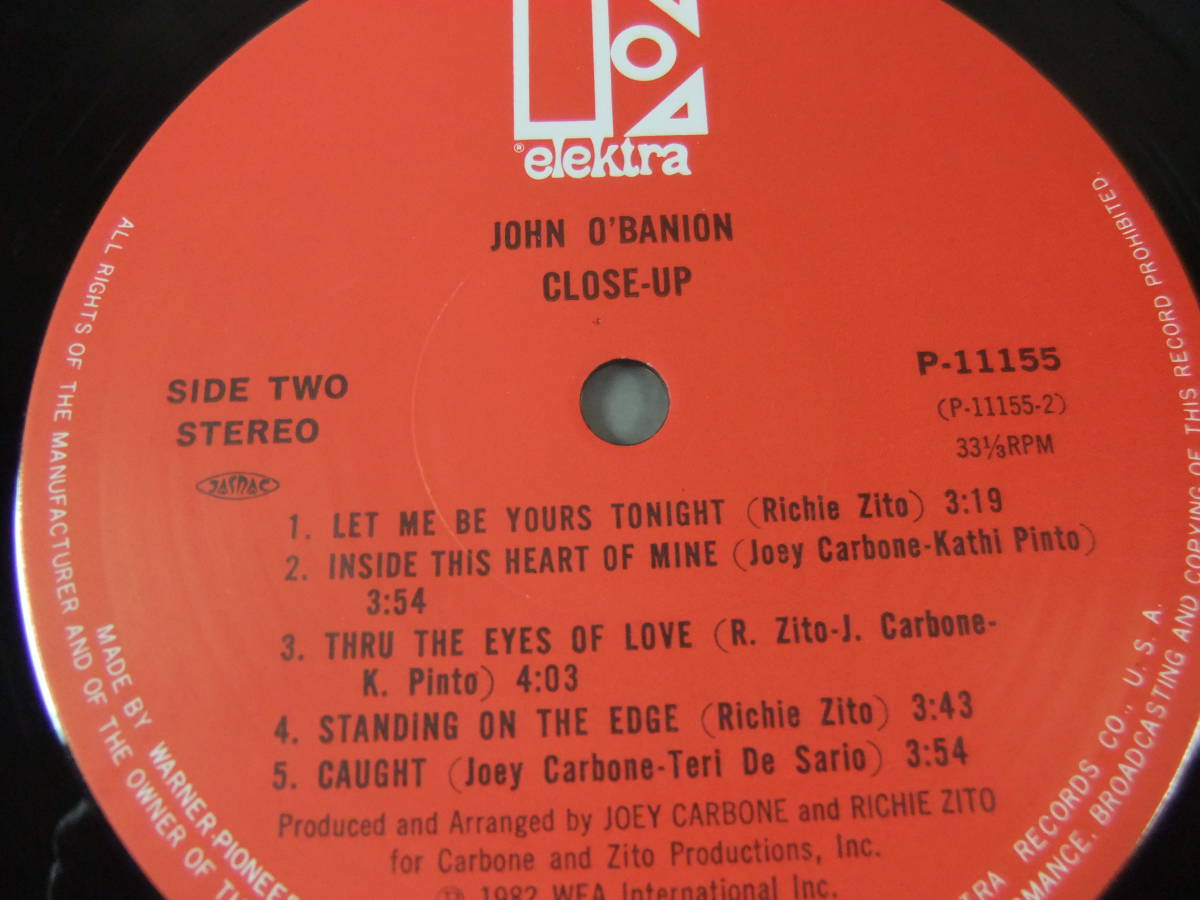 ® elektra
JOHN O'BANION
CLOSE-UP
SIDE TWO
STEREO
JASRAC
P-11155
(P-11155-2)
33⅓RPM
1. LET ME BE YOURS TONIGHT (Richie Zito) 3:19
2. INSIDE THIS HEART OF MINE (Joey Carbone-Kathi Pinto)
3:54
3. THRU THE EYES OF LOVE (R. Zito-J. Carbone-
K. Pinto) 4:03
4. STANDING ON THE EDGE (Richie Zito) 3:43
5. CAUGHT (Joey Carbone-Teri De Sario) 3:54
Produced and Arranged by JOEY CARBONE and RICHIE ZITO
for Carbone and Zito Productions, Inc.
Ⓟ 1982 WEA International Inc.
ALL RIGHTS OF THE MANUFACTURER AND OF THE OWNER OF
MADE BY WARNER-PIONEER
RECORDS CO., U. S. A.
BROADCASTING AND COPYING OF THIS RECORD PROHIBITED.